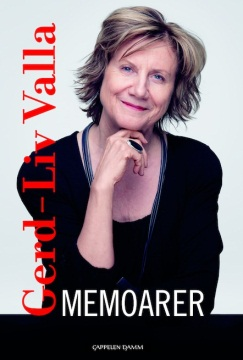 Gerd-Liv Valla
MEMOARER
CAPPELEN DAMM